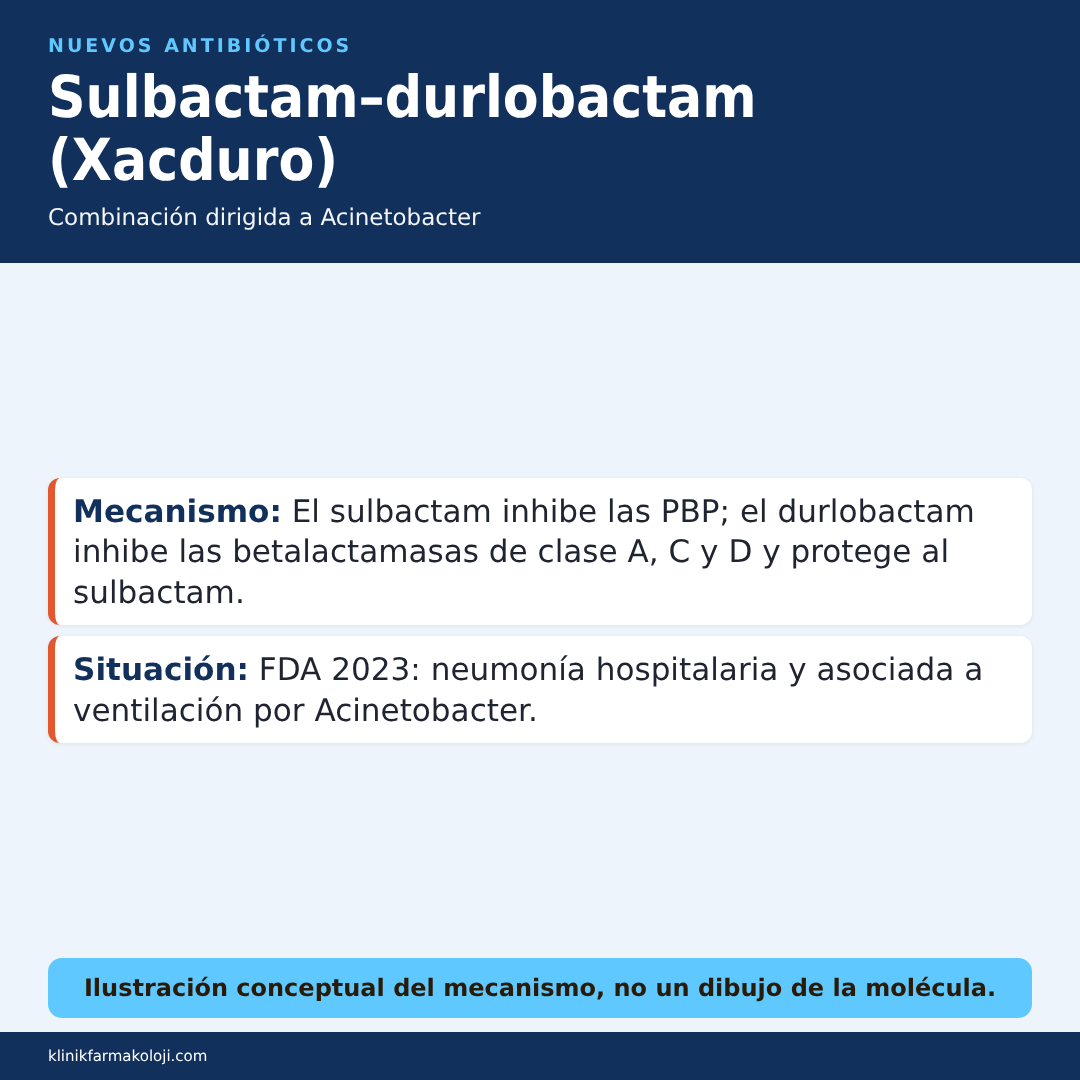 NUEVOS ANTIBIÓTICOS
Sulbactam–durlobactam
(Xacduro)
Combinación dirigida a Acinetobacter
Mecanismo: El sulbactam inhibe las PBP; el durlobactam
inhibe las betalactamasas de clase A, C y D y protege al
sulbactam.
Situación: FDA 2023: neumonía hospitalaria y asociada a
ventilación por Acinetobacter.
Ilustración conceptual del mecanismo, no un dibujo de la molécula.
klinikfarmakoloji.com